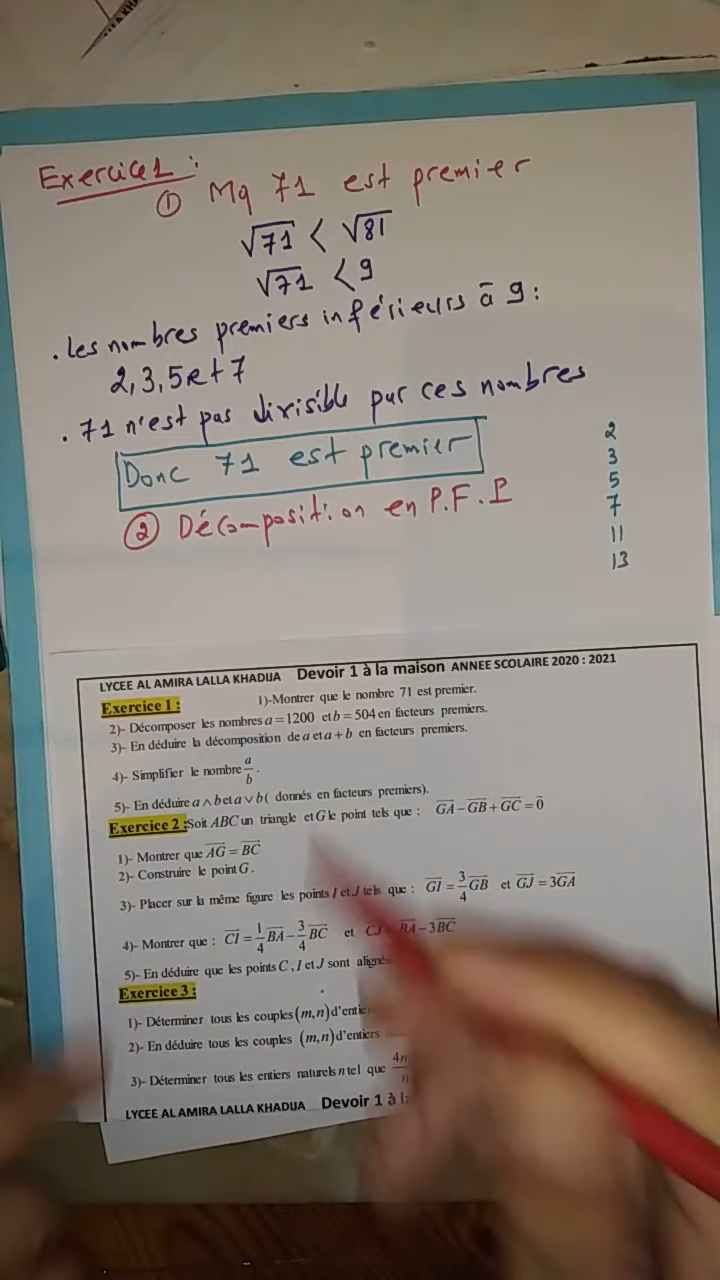 Exercice 1 :
① Mq 71 est premier
√71 < √81
√71 < 9
. Les nombres premiers inférieurs à 9 :
2, 3, 5 et 7
. 71 n'est pas divisible par ces nombres
Donc 71 est premier
② Décomposition en P.F.P
2
3
5
7
11
13
LYCEE AL AMIRA LALLA KHADIJA Devoir 1 à la maison ANNEE SCOLAIRE 2020 : 2021
Exercice 1 : 1)-Montrer que le nombre 71 est premier.
2)- Décomposer les nombres a = 1200 et b = 504 en facteurs premiers.
3)- En déduire la décomposition de a et a + b en facteurs premiers.
4)- Simplifier le nombre a/b.
5)- En déduire a ∧ b et a ∨ b ( donnés en facteurs premiers).
Exercice 2 : Soit ABC un triangle et G le point tels que : GA − GB + GC = 0
1)- Montrer que AG = BC
2)- Construire le point G.
3)- Placer sur la même figure les points I et J tels que : GI = 3/4 GB et GJ = 3GA
4)- Montrer que : CI = 1/4 BA − 3/4 BC et CJ BA − 3BC
5)- En déduire que les points C, I et J sont
Exercice 3 :
1)- Déterminer tous les couples (m,n)
2)- En déduire tous les couples (m,n) d'entiers
3)- Déterminer tous les entiers naturels n tel que
LYCEE AL AMIRA LALLA KHADIJA Devoir 1 à